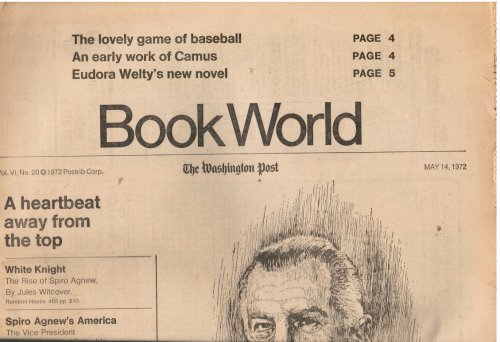 The lovely game of baseball PAGE 4
An early work of Camus PAGE 4
Eudora Welty's new novel PAGE 5
Book World
Vol. VI. No. 20 © 1972 Postrib Corp. The Washington Post MAY 14, 1972
A heartbeat
away from
the top
White Knight
The Rise of Spiro Agnew.
By Jules Witcover.
Random House. 465 pp. $10
Spiro Agnew's America
The Vice President